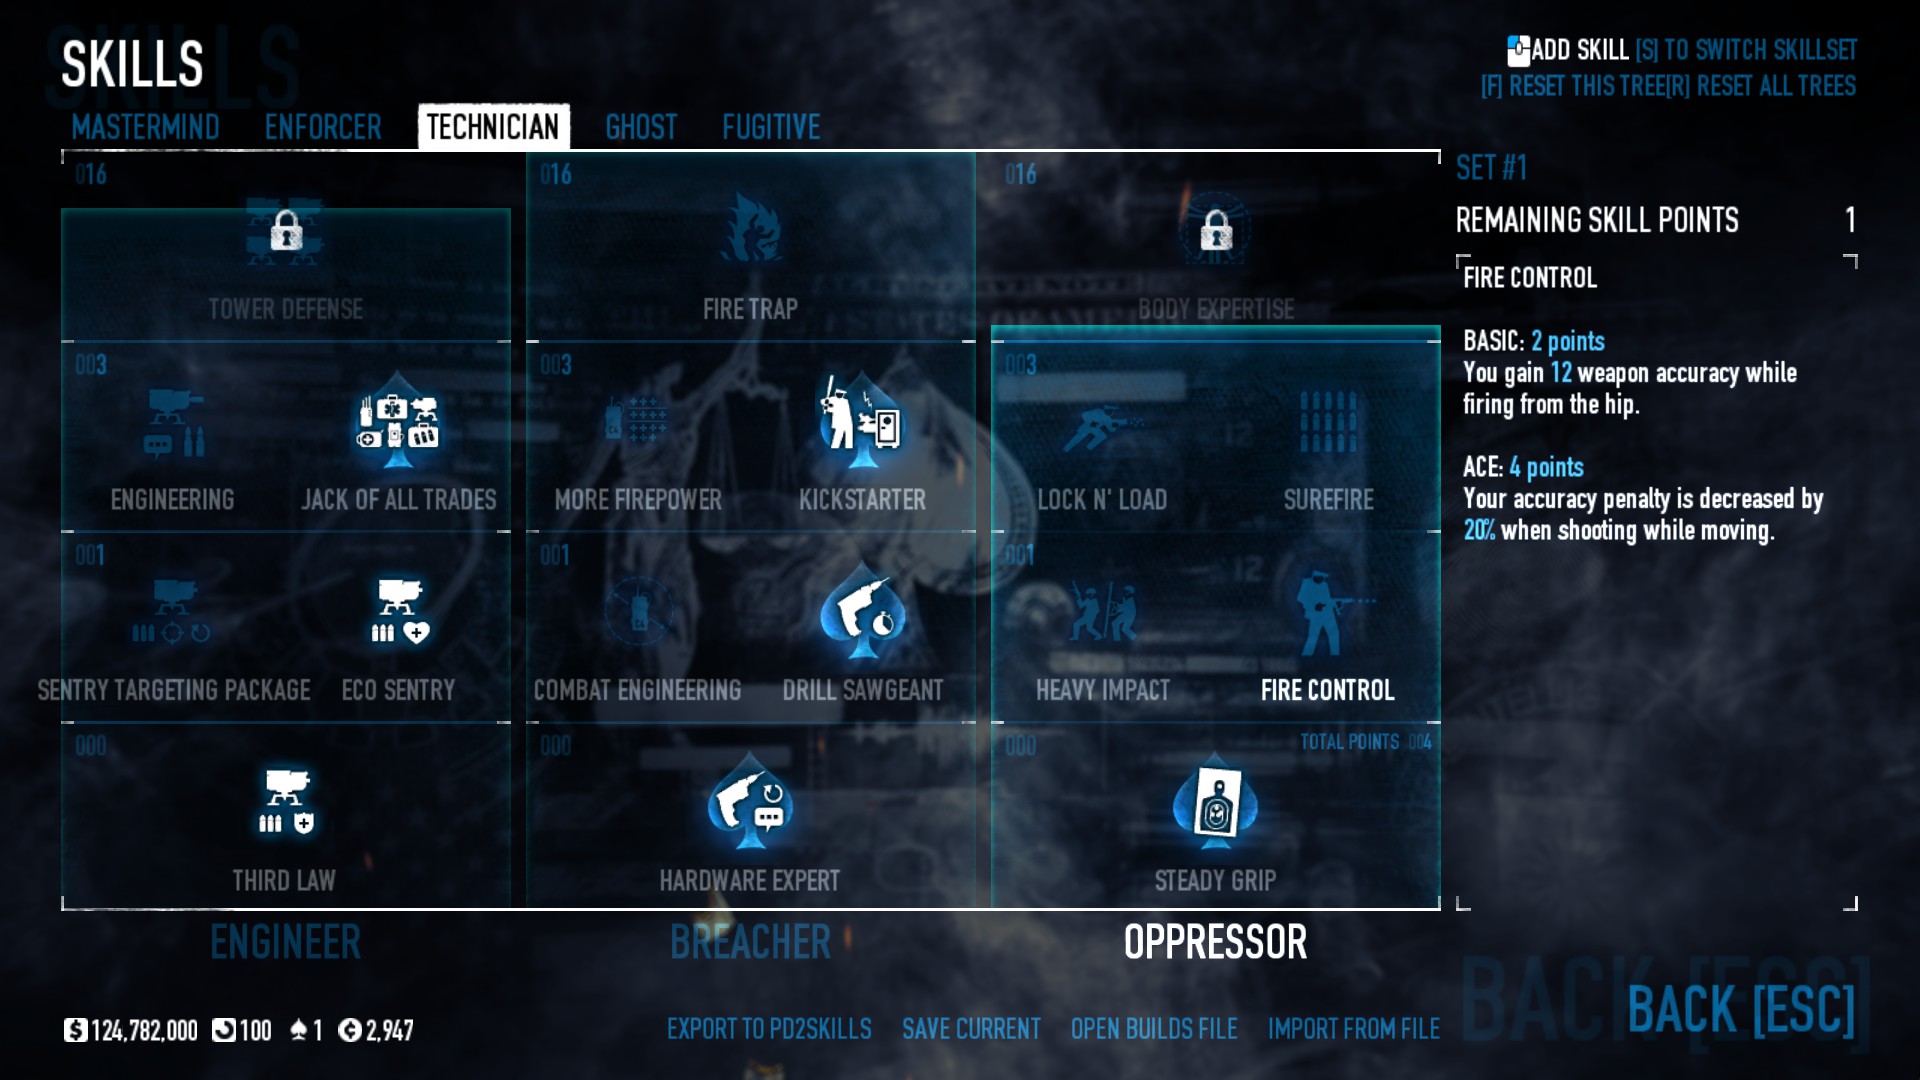 SKILLS
ADD SKILL [S] TO SWITCH SKILLSET
[F] RESET THIS TREE[R] RESET ALL TREES
MASTERMIND ENFORCER TECHNICIAN GHOST FUGITIVE
SET #1
REMAINING SKILL POINTS 1
016 016 016
TOWER DEFENSE FIRE TRAP BODY EXPERTISE
003 003 003
ENGINEERING JACK OF ALL TRADES MORE FIREPOWER KICKSTARTER LOCK N' LOAD SUREFIRE
001 001 001
SENTRY TARGETING PACKAGE ECO SENTRY COMBAT ENGINEERING DRILL SAWGEANT HEAVY IMPACT FIRE CONTROL
000 000 000 TOTAL POINTS 004
THIRD LAW HARDWARE EXPERT STEADY GRIP
ENGINEER BREACHER OPPRESSOR
FIRE CONTROL
BASIC: 2 points
You gain 12 weapon accuracy while
firing from the hip.
ACE: 4 points
Your accuracy penalty is decreased by
20% when shooting while moving.
$124,782,000 100 1 2,947
EXPORT TO PD2SKILLS SAVE CURRENT OPEN BUILDS FILE IMPORT FROM FILE
BACK [ESC]